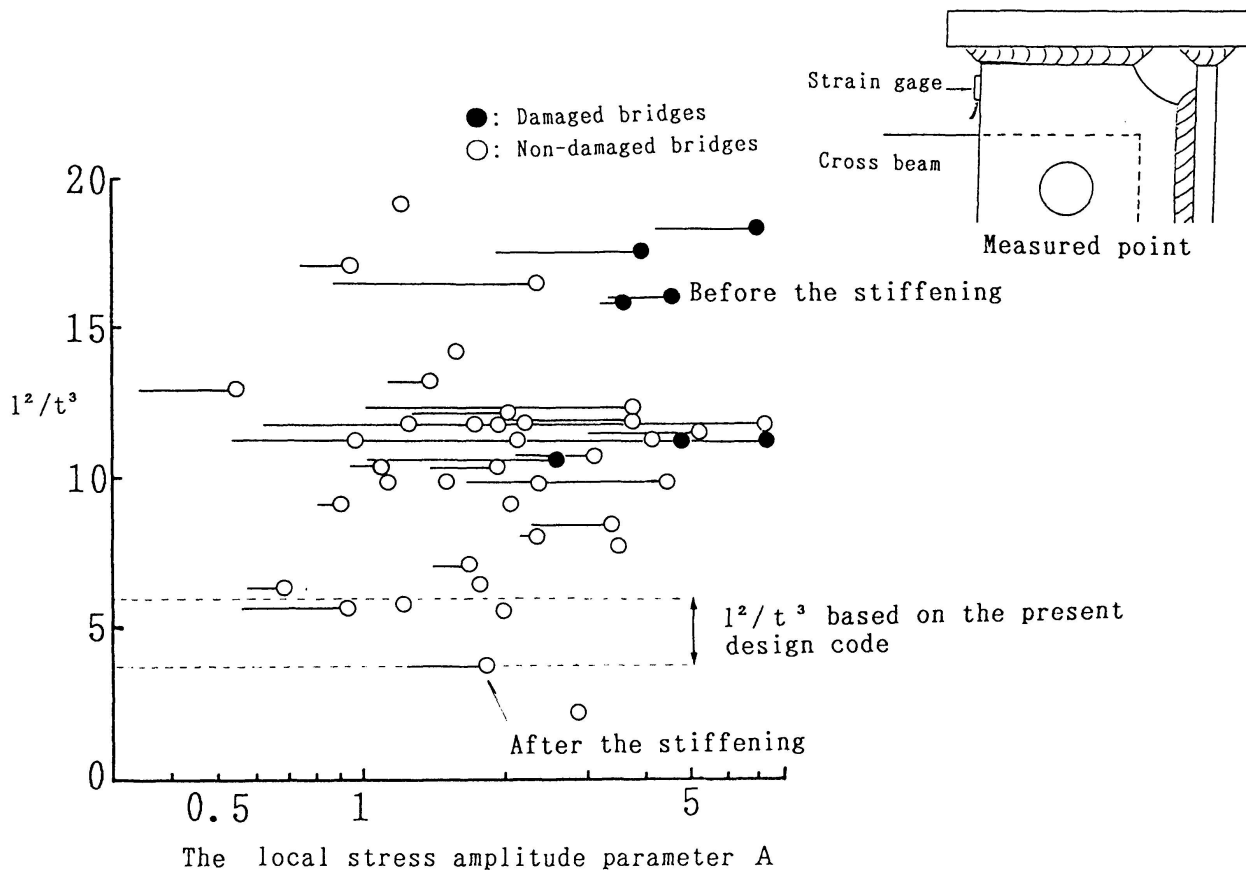 Strain gage
Cross beam
Measured point
●: Damaged bridges
○: Non-damaged bridges
20
15
l²/t³
10
5
0
Before the stiffening
l²/t³ based on the present
design code
After the stiffening
0.5 1 5
The local stress amplitude parameter A